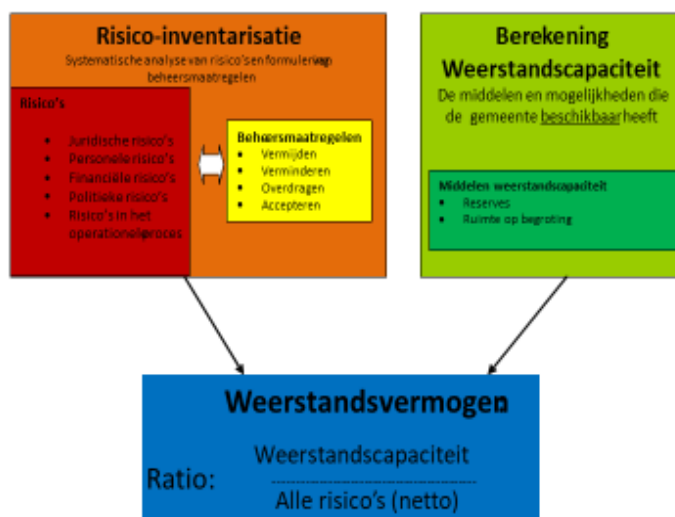 Risico-inventarisatie
Systematische analyse van risico's en formulering van
beheersmaatregelen
Risico's
• Juridische risico's
• Personele risico's
• Financiële risico's
• Politieke risico's
• Risico's in het
operationele proces
Beheersmaatregelen
• Vermijden
• Verminderen
• Overdragen
• Accepteren
Berekening
Weerstandscapaciteit
De middelen en mogelijkheden die
de gemeente beschikbaar heeft
Middelen weerstandscapaciteit
• Reserves
• Ruimte op begroting
Weerstandsvermogen
Weerstandscapaciteit
Ratio: ----------------------------
Alle risico's (netto)